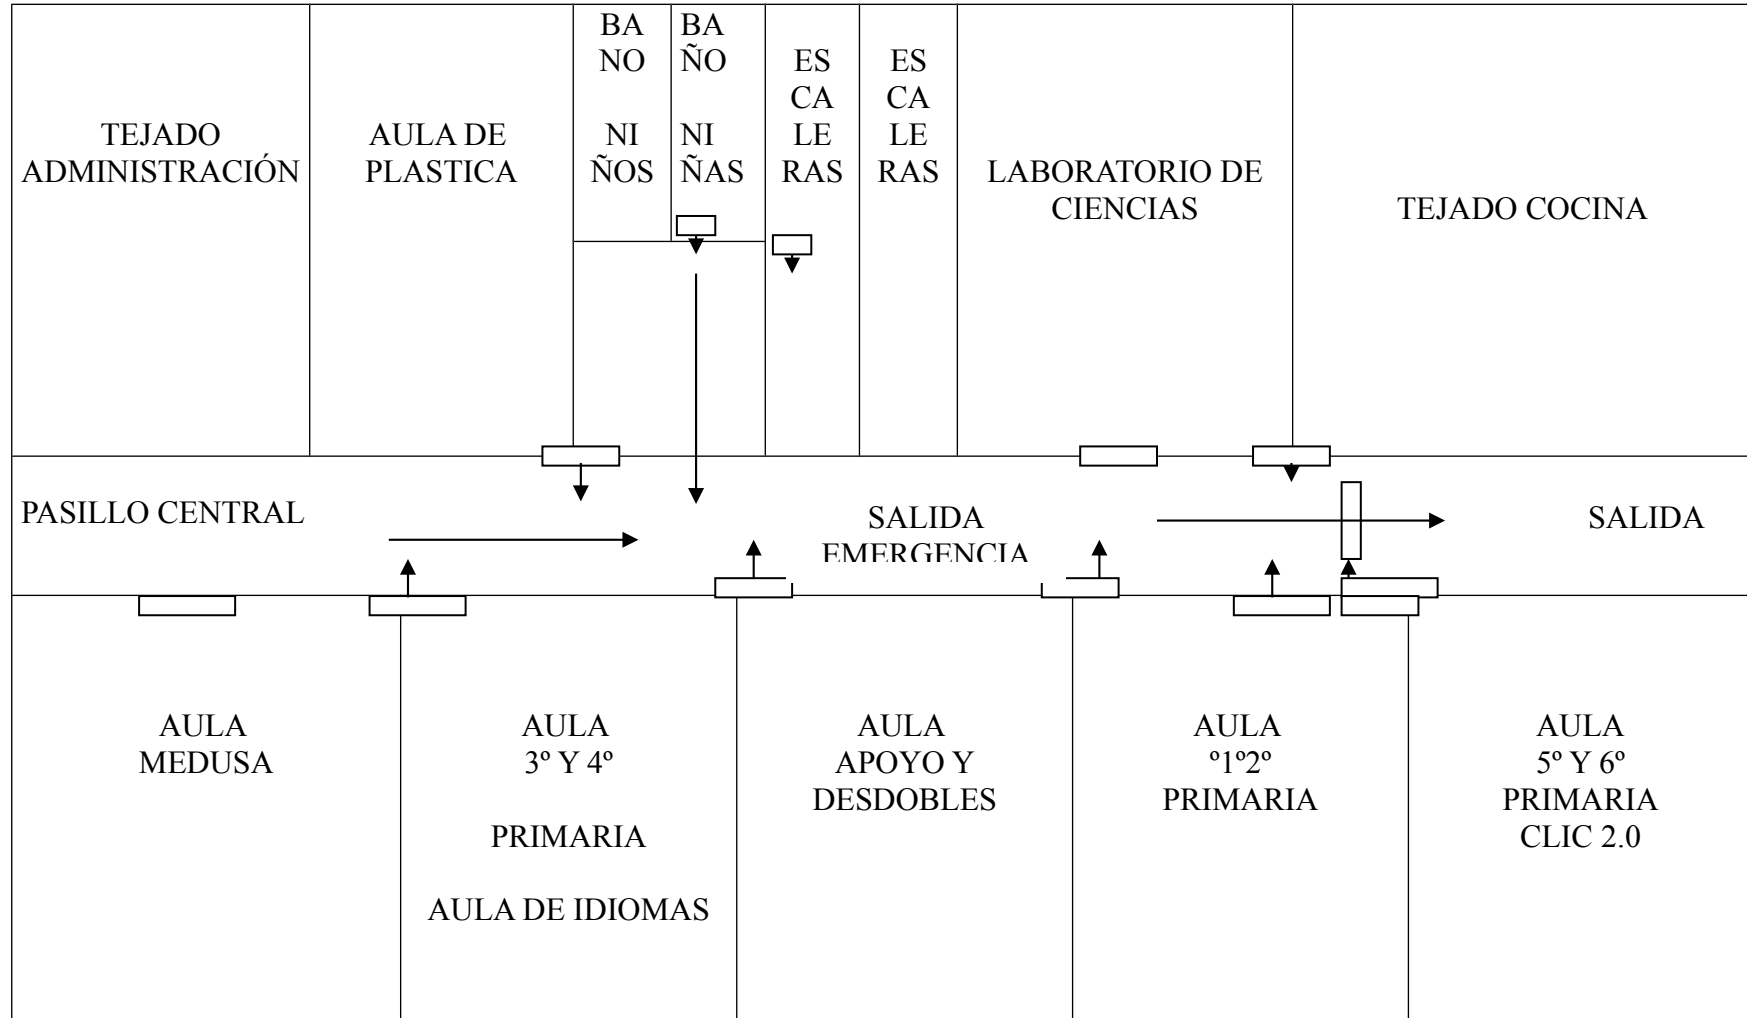 TEJADO
ADMINISTRACIÓN
AULA DE
PLASTICA
BA
NO
NI
ÑOS
BA
ÑO
NI
ÑAS
ES
CA
LE
RAS
ES
CA
LE
RAS
LABORATORIO DE
CIENCIAS
TEJADO COCINA
PASILLO CENTRAL
SALIDA
EMERGENCIA
SALIDA
AULA
MEDUSA
AULA
3º Y 4º
PRIMARIA
AULA DE IDIOMAS
AULA
APOYO Y
DESDOBLES
AULA
º1º2º
PRIMARIA
AULA
5º Y 6º
PRIMARIA
CLIC 2.0